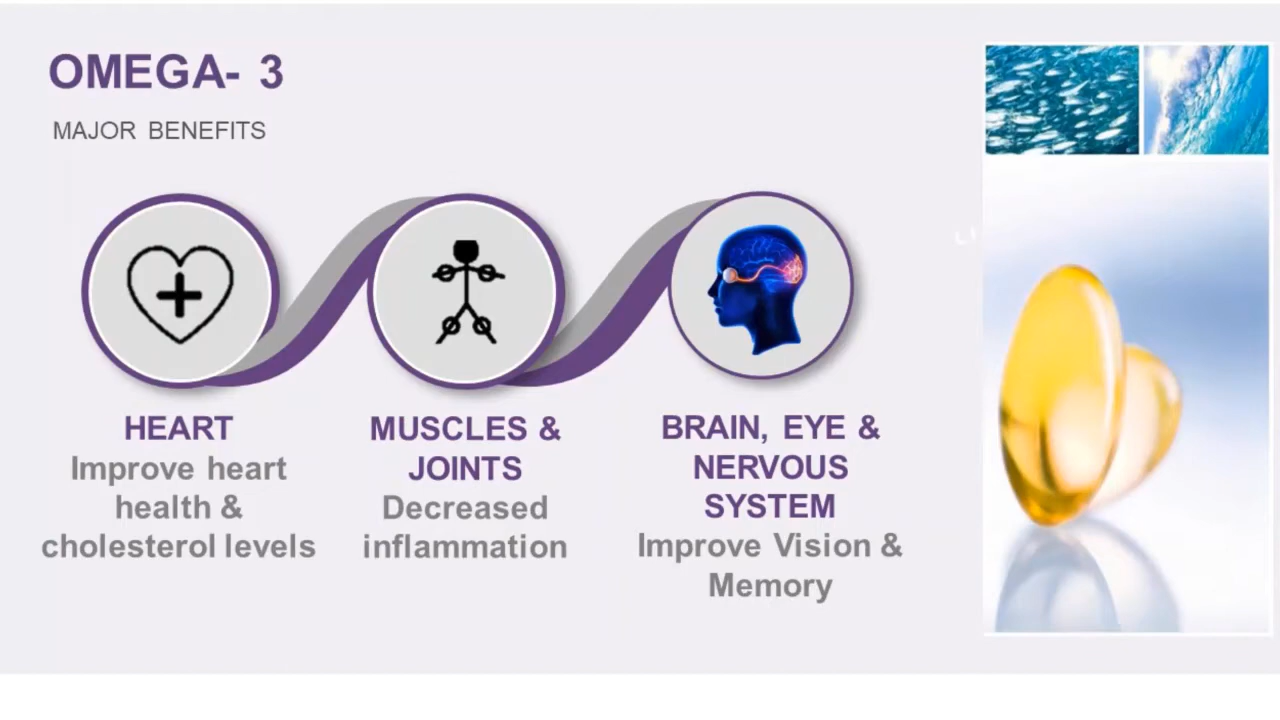 OMEGA- 3
MAJOR BENEFITS
HEART
Improve heart
health &
cholesterol levels
MUSCLES &
JOINTS
Decreased
inflammation
BRAIN, EYE &
NERVOUS
SYSTEM
Improve Vision &
Memory